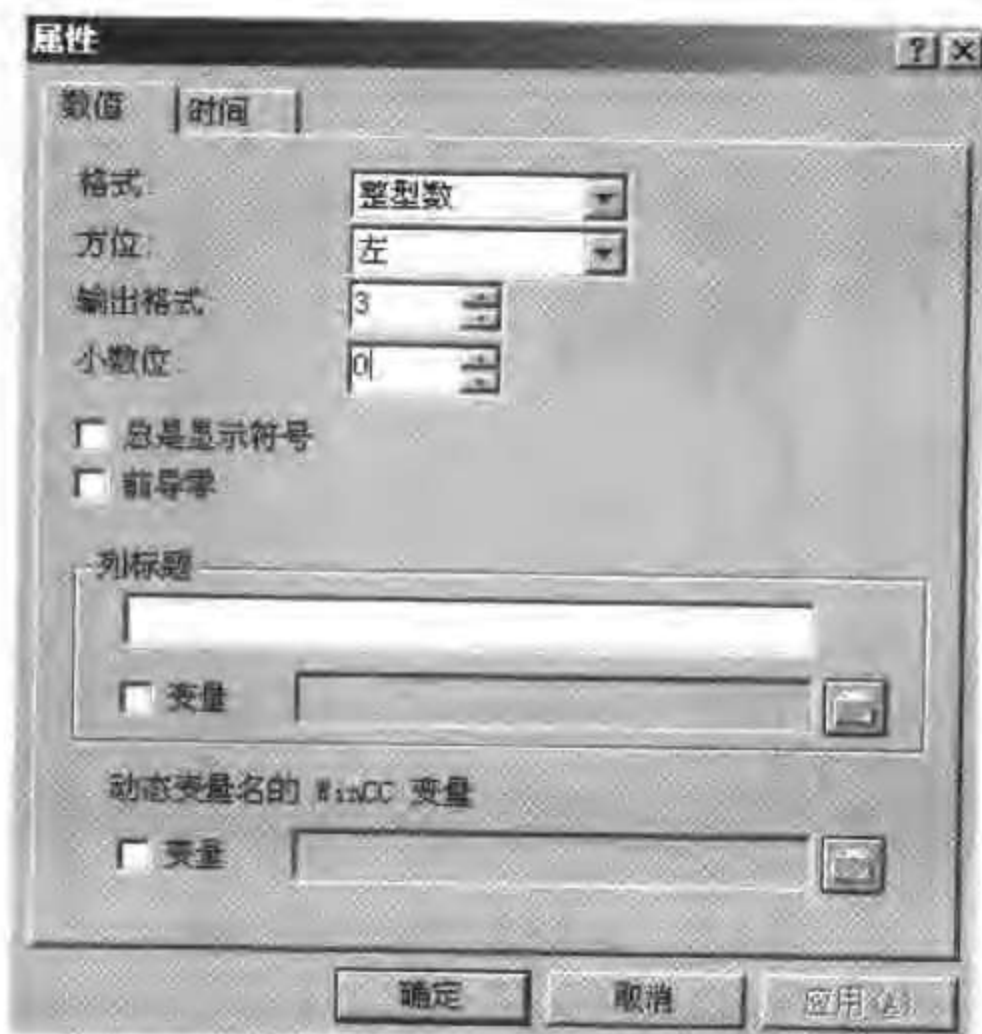 属性
数值 时间
格式: 整型数
方位: 左
输出格式: 3
小数位: 0
总是显示符号
前导零
列标题
变量
动态变量名的 WinCC 变量
变量
确定 取消 应用(A)